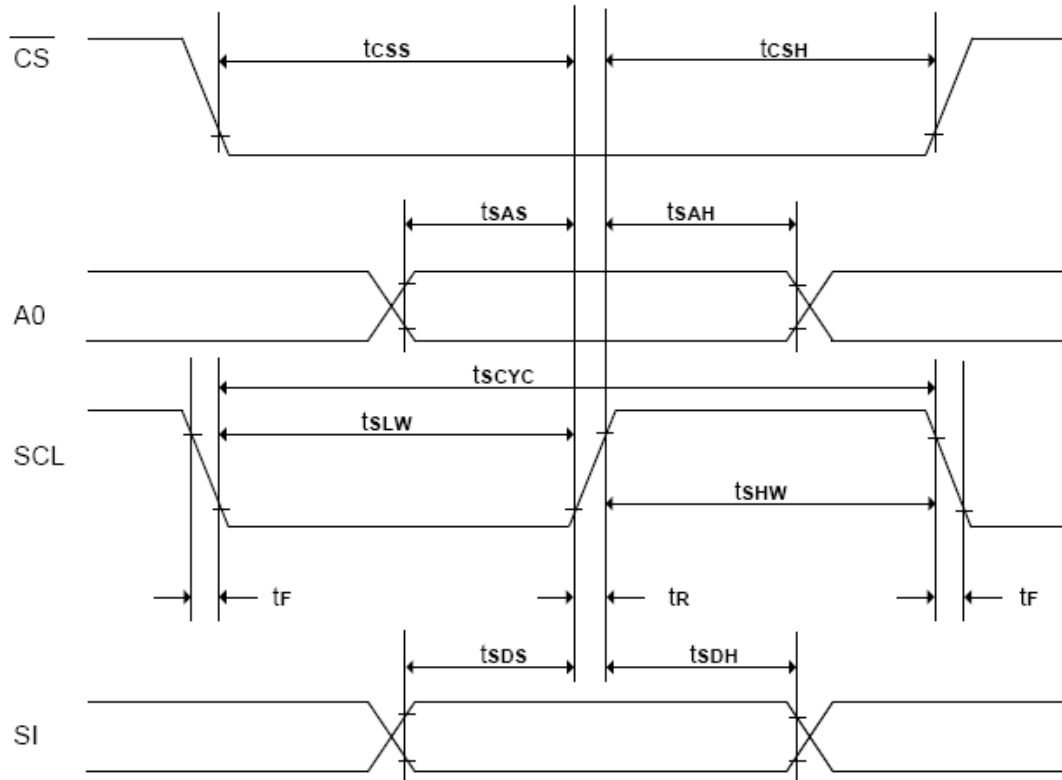 CS
tCSS
tCSH
tSAS
tSAH
A0
tSCYC
tSLW
SCL
tSHW
tF
tR
tF
tSDS
tSDH
SI